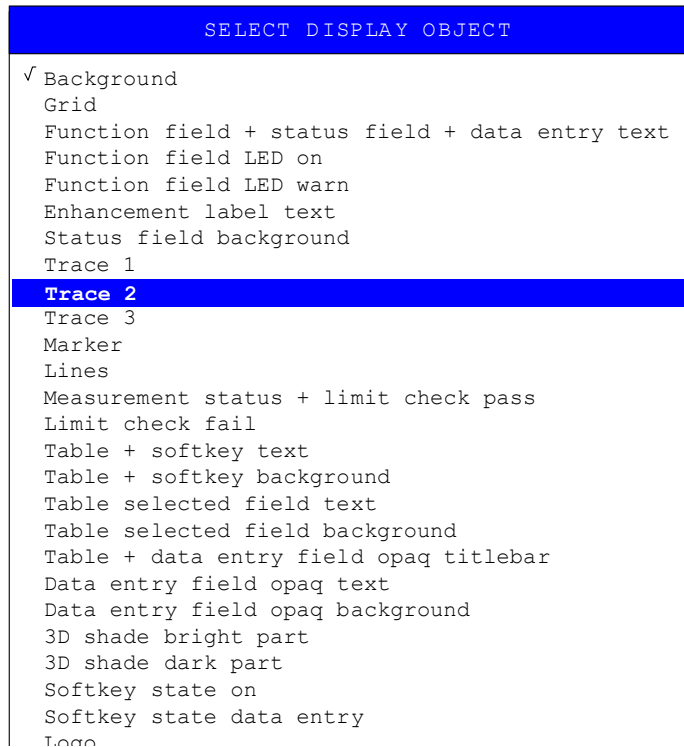 SELECT DISPLAY OBJECT
√ Background
Grid
Function field + status field + data entry text
Function field LED on
Function field LED warn
Enhancement label text
Status field background
Trace 1
Trace 2
Trace 3
Marker
Lines
Measurement status + limit check pass
Limit check fail
Table + softkey text
Table + softkey background
Table selected field text
Table selected field background
Table + data entry field opaq titlebar
Data entry field opaq text
Data entry field opaq background
3D shade bright part
3D shade dark part
Softkey state on
Softkey state data entry
Logo